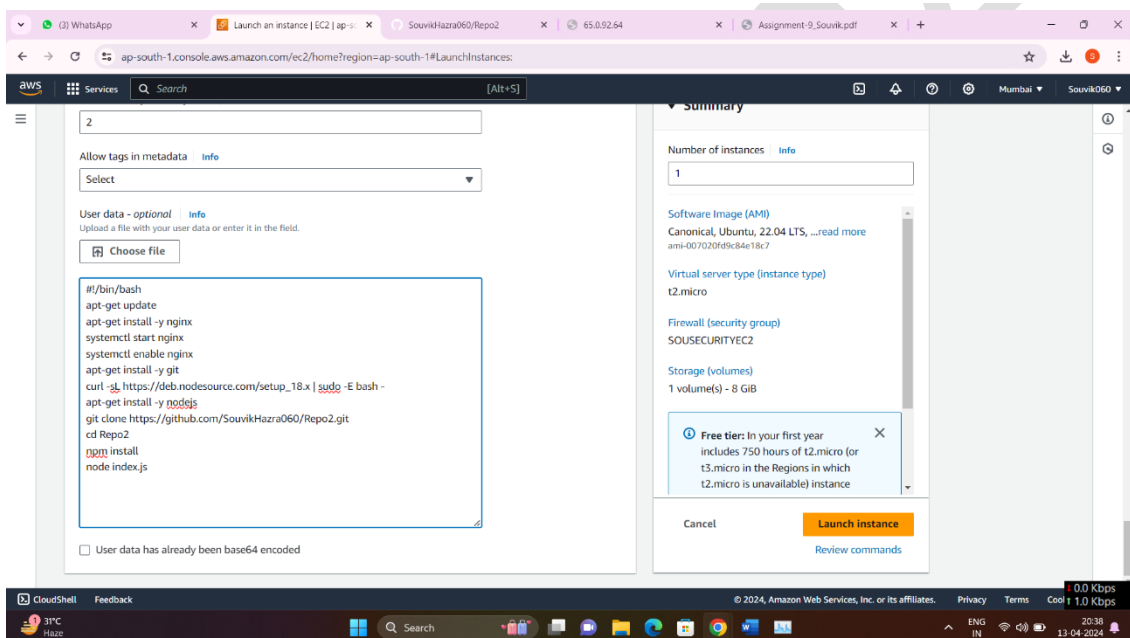 (3) WhatsApp
Launch an instance | EC2 | ap-s
SouvikHazra060/Repo2
65.0.92.64
Assignment-9_Souvik.pdf
ap-south-1.console.aws.amazon.com/ec2/home?region=ap-south-1#LaunchInstances:
S
aws
Services
Search
[Alt+S]
Mumbai
Souvik060
2
Allow tags in metadata Info
Select
User data - optional Info
Upload a file with your user data or enter it in the field.
Choose file
#!/bin/bash
apt-get update
apt-get install -y nginx
systemctl start nginx
systemctl enable nginx
apt-get install -y git
curl -sL https://deb.nodesource.com/setup_18.x | sudo -E bash -
apt-get install -y nodejs
git clone https://github.com/SouvikHazra060/Repo2.git
cd Repo2
npm install
node index.js
User data has already been base64 encoded
Summary
Number of instances Info
1
Software Image (AMI)
Canonical, Ubuntu, 22.04 LTS, ...read more
ami-007020fd9c84e18c7
Virtual server type (instance type)
t2.micro
Firewall (security group)
SOUSECURITYEC2
Storage (volumes)
1 volume(s) - 8 GiB
Free tier: In your first year
includes 750 hours of t2.micro (or
t3.micro in the Regions in which
t2.micro is unavailable) instance
Cancel
Launch instance
Review commands
CloudShell
Feedback
© 2024, Amazon Web Services, Inc. or its affiliates.
Privacy
Terms
Cool
0.0 Kbps
1.0 Kbps
1
31°C
Haze
Search
ENG
IN
20:38
13-04-2024